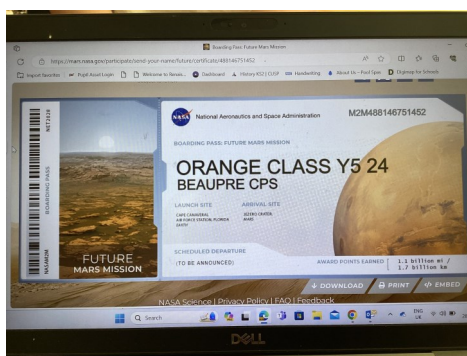 Boarding Pass: Future Mars Mission
https://mars.nasa.gov/participate/send-your-name/future/certificate/488146751452
Import favorites
Pupil Asset Login
Welcome to Renais...
Dashboard
History KS2 | CUSP
Handwriting
About Us - Pool Spec
Digimap for Schools
National Aeronautics and Space Administration
M2M488146751452
NASA
BOARDING PASS: FUTURE MARS MISSION
ORANGE CLASS Y5 24
BEAUPRE CPS
LAUNCH SITE
ARRIVAL SITE
CAPE CANAVERAL
AIR FORCE STATION, FLORIDA
EARTH
JEZERO CRATER,
MARS
SCHEDULED DEPARTURE
(TO BE ANNOUNCED)
AWARD POINTS EARNED
1.1 billion mi /
1.7 billion km
BOARDING PASS
NASAM2M
FUTURE
MARS MISSION
DOWNLOAD
PRINT
EMBED
NASA Science | Privacy Policy | FAQ | Feedback
Search
ENG
UK
DELL